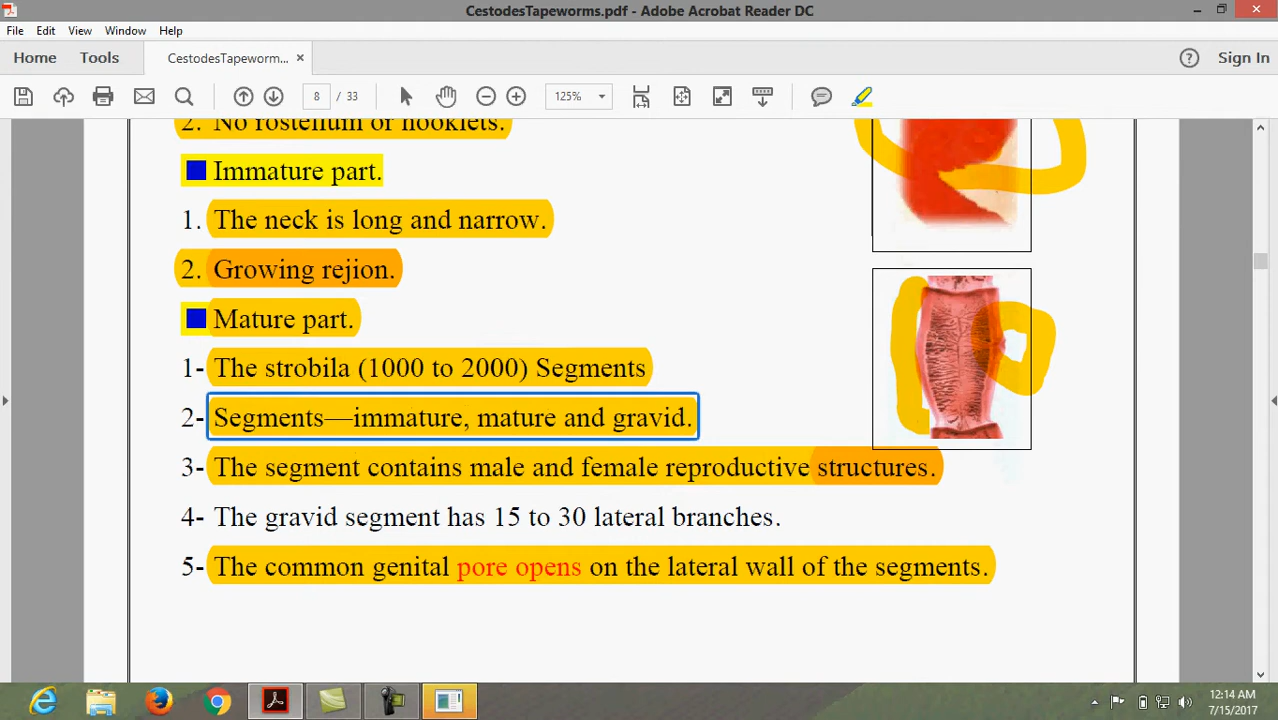 CestodesTapeworms.pdf - Adobe Acrobat Reader DC
File Edit View Window Help
Home Tools CestodesTapeworm... × ? Sign In
8 / 33 125%
2. No rostellum or hooklets.
Immature part.
1. The neck is long and narrow.
2. Growing rejion.
Mature part.
1- The strobila (1000 to 2000) Segments
2- Segments—immature, mature and gravid.
3- The segment contains male and female reproductive structures.
4- The gravid segment has 15 to 30 lateral branches.
5- The common genital pore opens on the lateral wall of the segments.
12:14 AM
7/15/2017